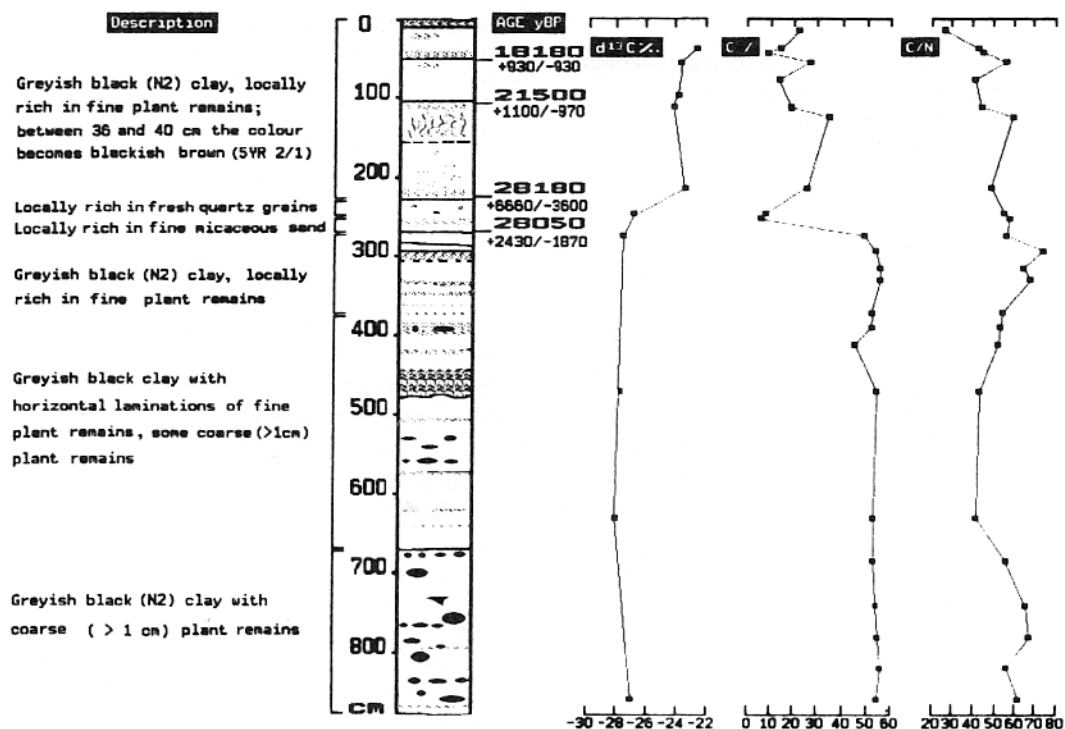 Description
AGE yBP
d¹³C‰
C /
C/N
0
100
200
300
400
500
600
700
800
cm
Greyish black (N2) clay, locally
rich in fine plant remains;
between 36 and 40 cm the colour
becomes blackish brown (5YR 2/1)
Locally rich in fresh quartz grains
Locally rich in fine micaceous sand
Greyish black (N2) clay, locally
rich in fine plant remains
Greyish black clay with
horizontal laminations of fine
plant remains, some coarse (>1cm)
plant remains
Greyish black (N2) clay with
coarse ( > 1 cm) plant remains
18180
+930/-930
21500
+1100/-970
28180
+6660/-3600
28050
+2430/-1870
-30 -28 -26 -24 -22
0 10 20 30 40 50 60
20 30 40 50 60 70 80